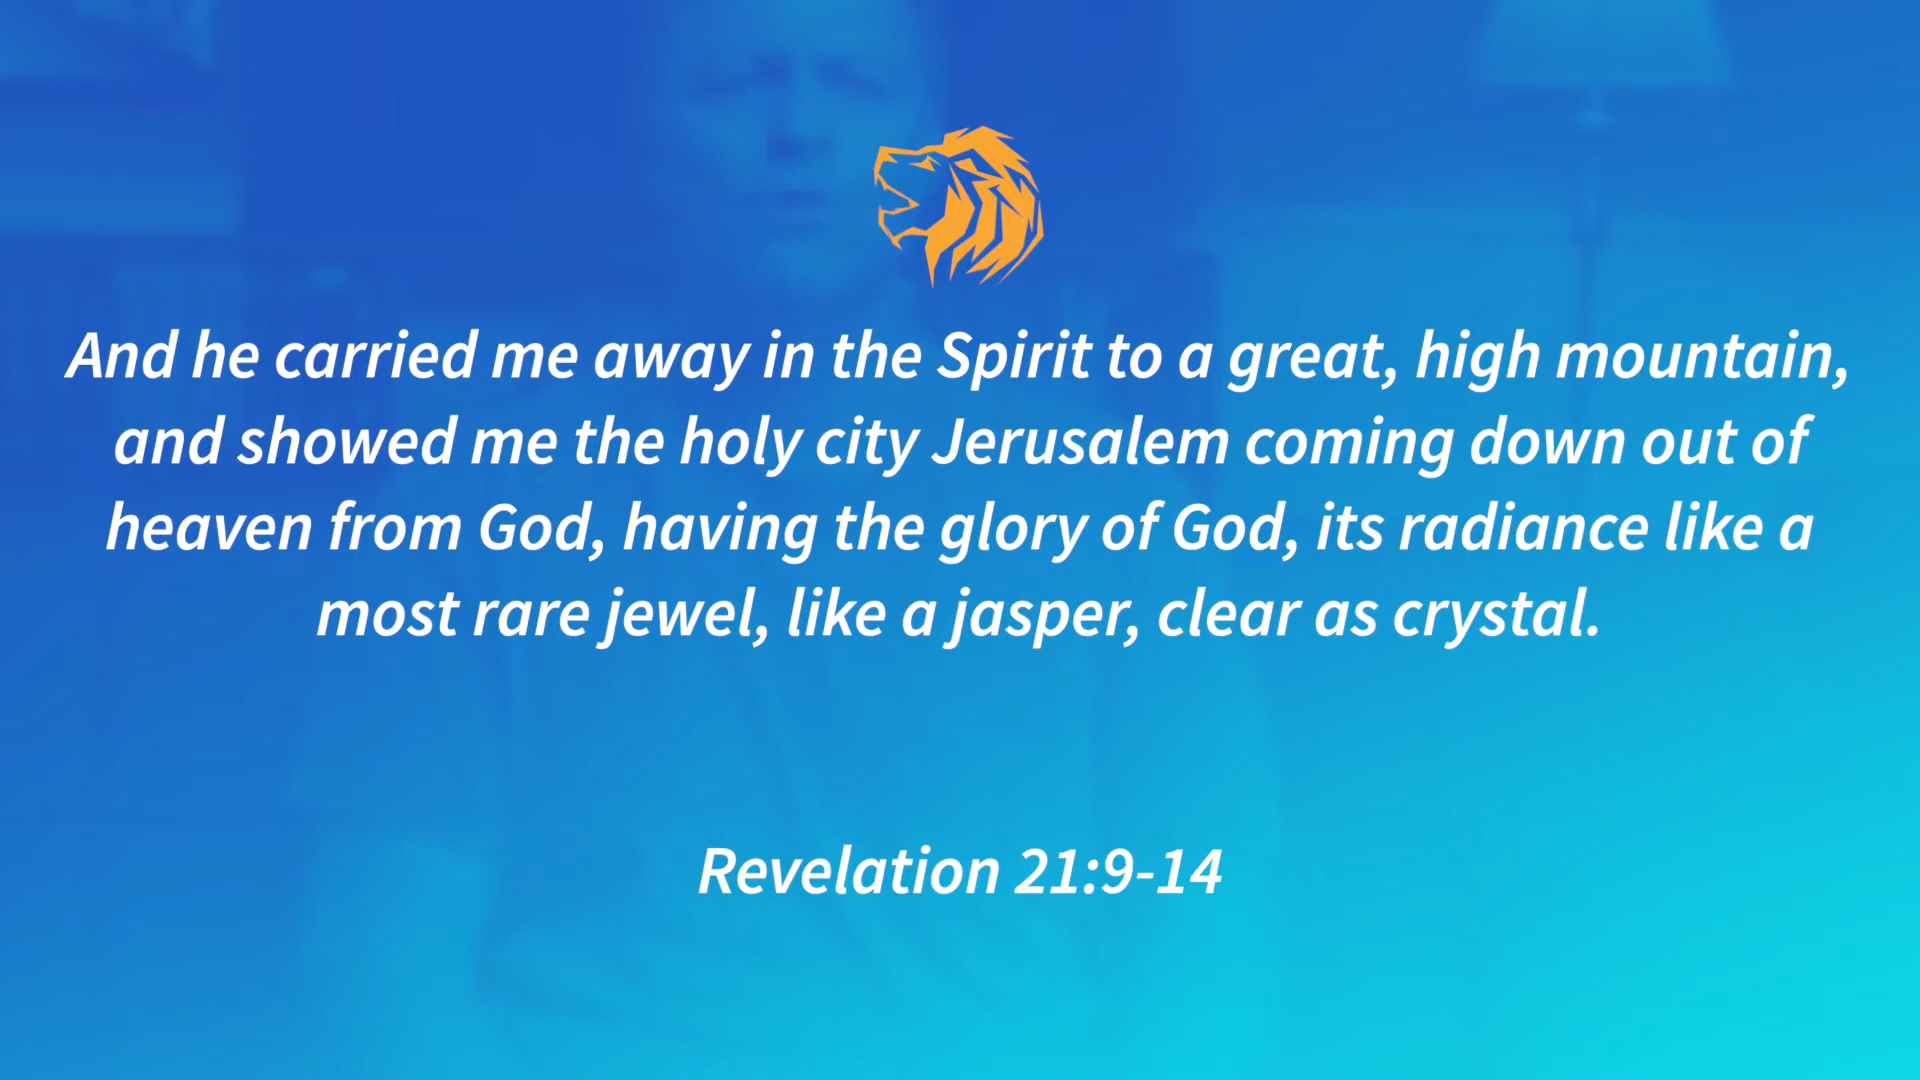 And he carried me away in the Spirit to a great, high mountain,
and showed me the holy city Jerusalem coming down out of
heaven from God, having the glory of God, its radiance like a
most rare jewel, like a jasper, clear as crystal.
Revelation 21:9-14